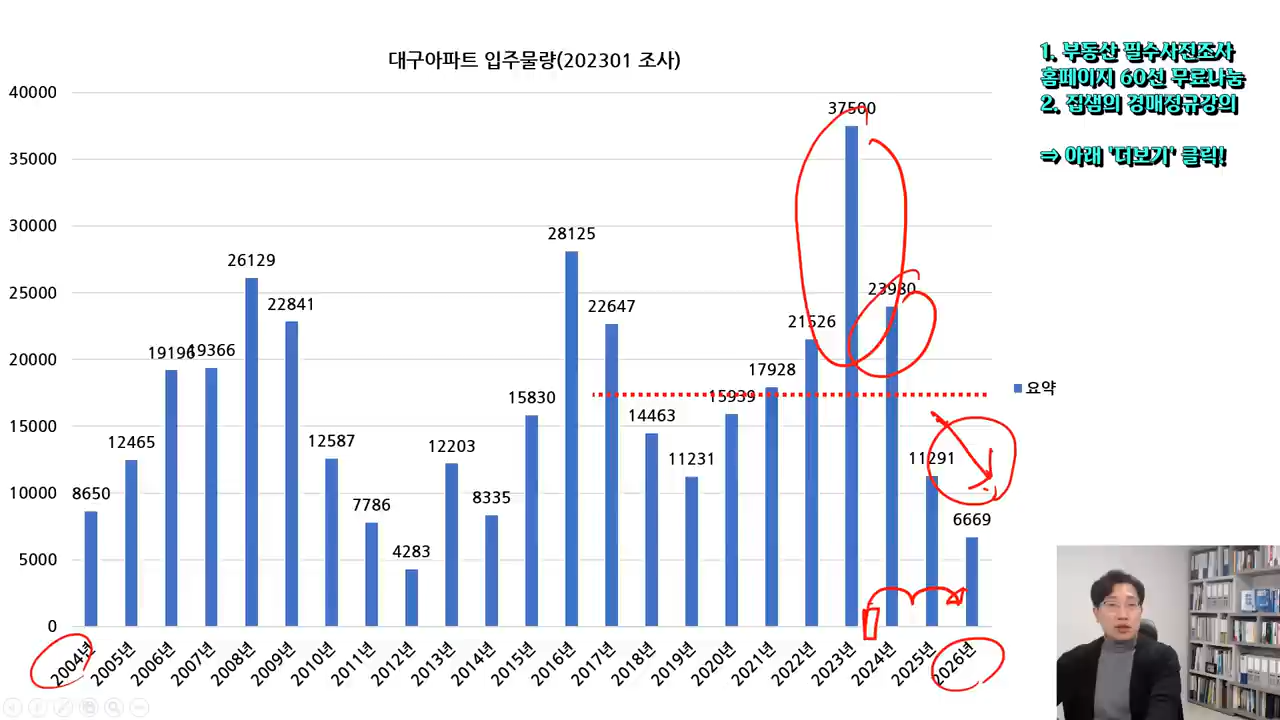 대구아파트 입주물량(202301 조사)
1. 부동산 필수사전조사
홈페이지 60선 무료나눔
2. 집샘의 경매정규강의
⇒ 아래 '더보기' 클릭!
40000
35000
30000
25000
20000
15000
10000
5000
0
8650
12465
19196
19366
26129
22841
12587
7786
4283
12203
8335
15830
28125
22647
14463
11231
15939
17928
21526
37500
23980
11291
6669
요약
2004년
2005년
2006년
2007년
2008년
2009년
2010년
2011년
2012년
2013년
2014년
2015년
2016년
2017년
2018년
2019년
2020년
2021년
2022년
2023년
2024년
2025년
2026년